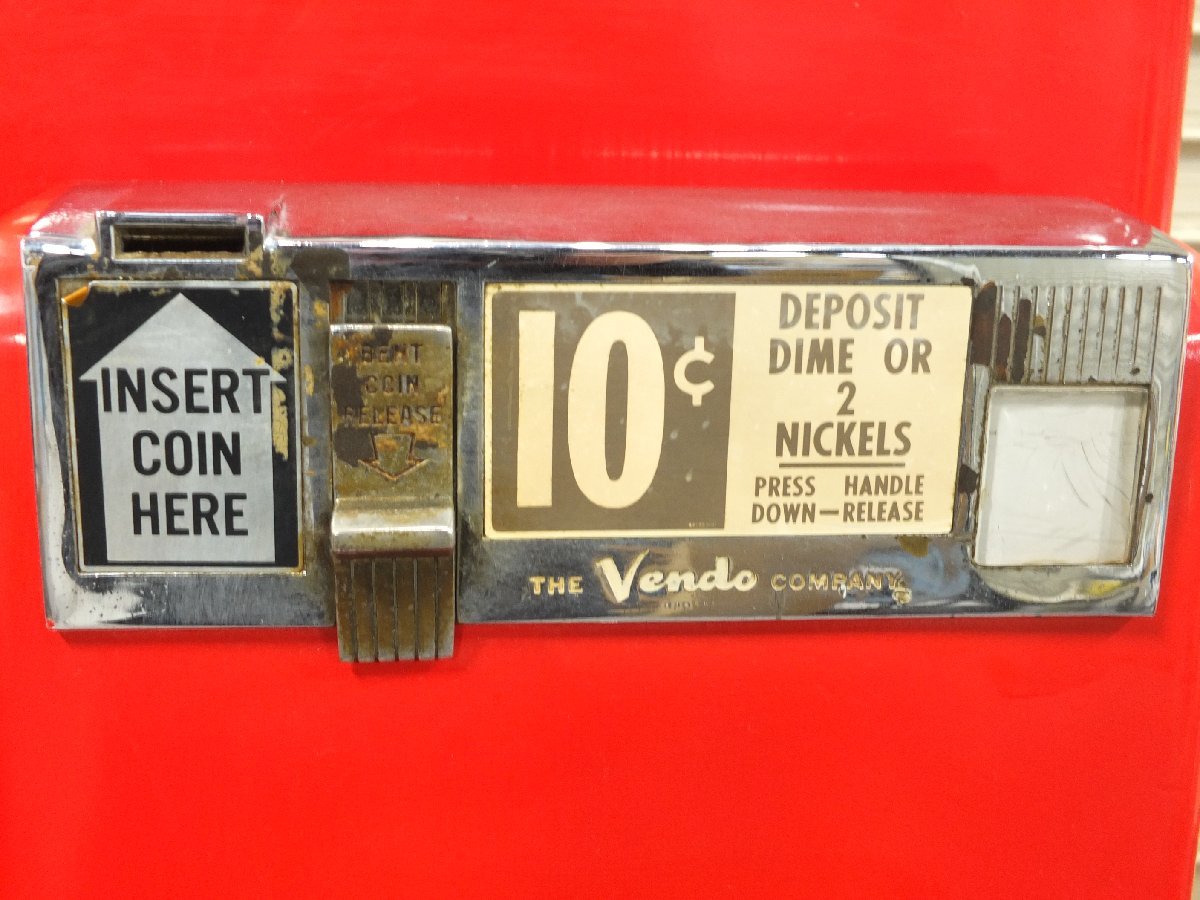 INSERT
COIN
HERE
BENT
COIN
RELEASE
10¢
DEPOSIT
DIME OR
2
NICKELS
PRESS HANDLE
DOWN—RELEASE
THE Vendo COMPANY